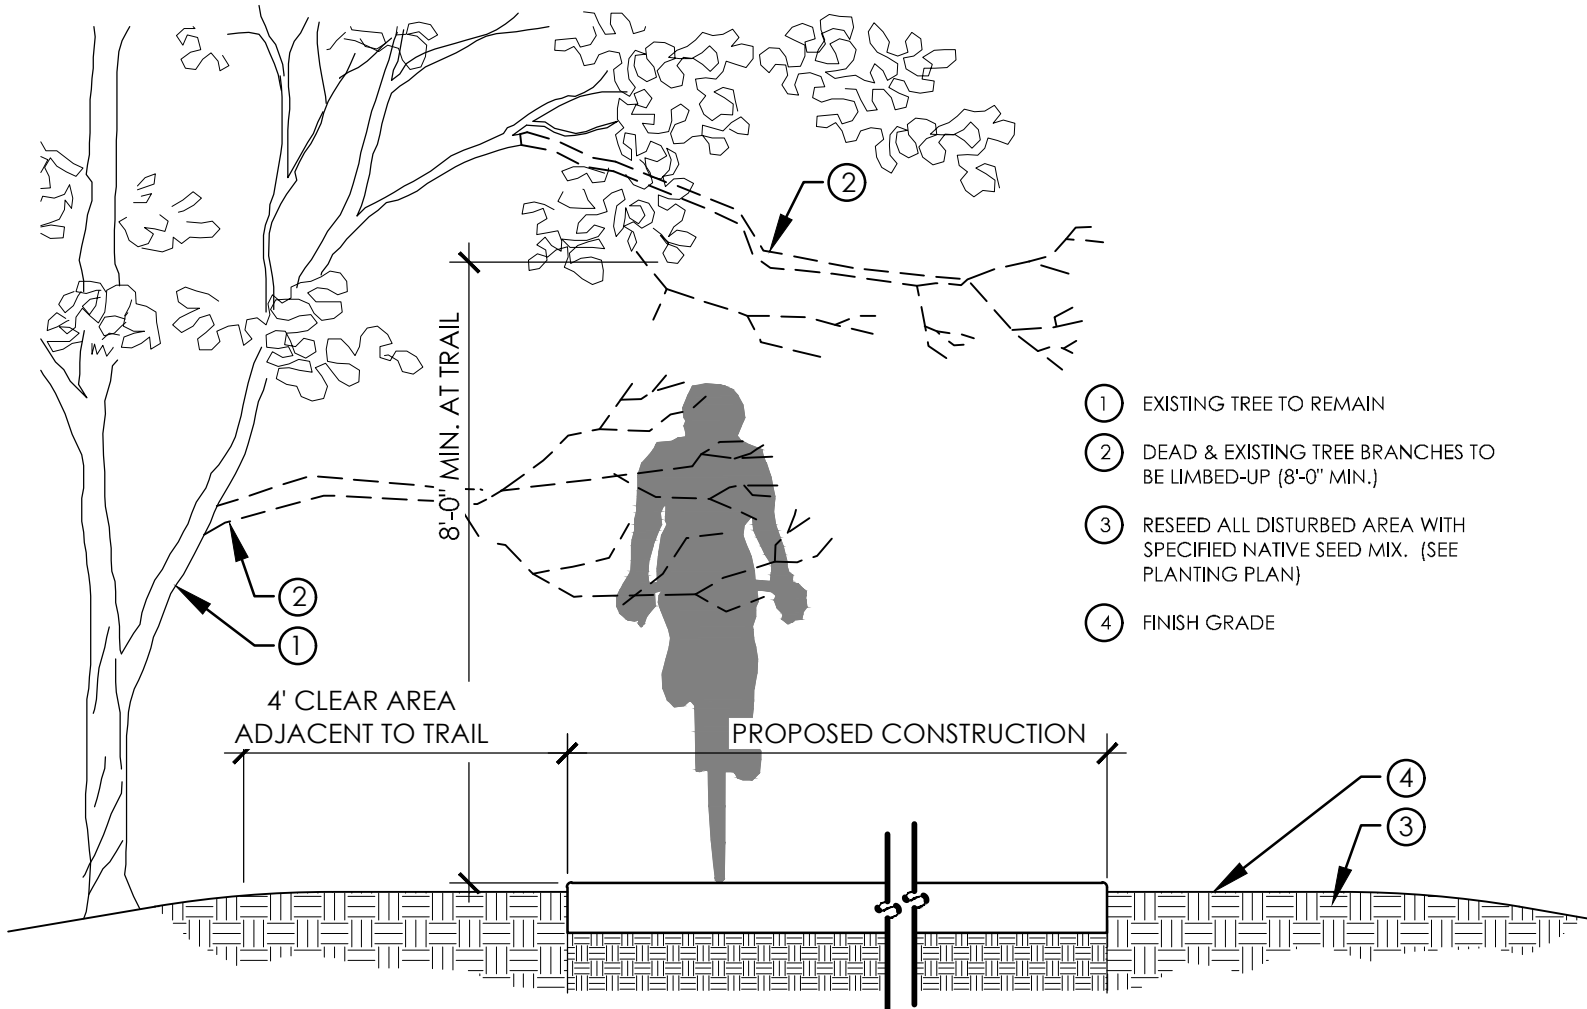 2
8'-0" MIN. AT TRAIL
1 EXISTING TREE TO REMAIN
2 DEAD & EXISTING TREE BRANCHES TO
BE LIMBED-UP (8'-0" MIN.)
3 RESEED ALL DISTURBED AREA WITH
SPECIFIED NATIVE SEED MIX. (SEE
PLANTING PLAN)
4 FINISH GRADE
2
1
4' CLEAR AREA
ADJACENT TO TRAIL
PROPOSED CONSTRUCTION
4
3